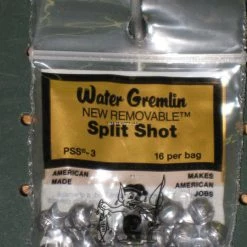 Water Gremlin
NEW REMOVABLE™
Split Shot
PSS®-3 16 per bag
AMERICAN MAKES
MADE AMERICAN
JOBS